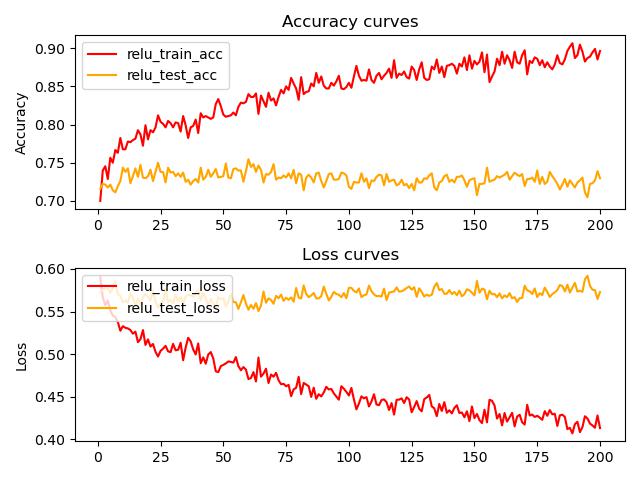 Accuracy curves
Accuracy
0.90
0.85
0.80
0.75
0.70
relu_train_acc
relu_test_acc
0 25 50 75 100 125 150 175 200
Loss curves
Loss
0.60
0.55
0.50
0.45
0.40
relu_train_loss
relu_test_loss
0 25 50 75 100 125 150 175 200